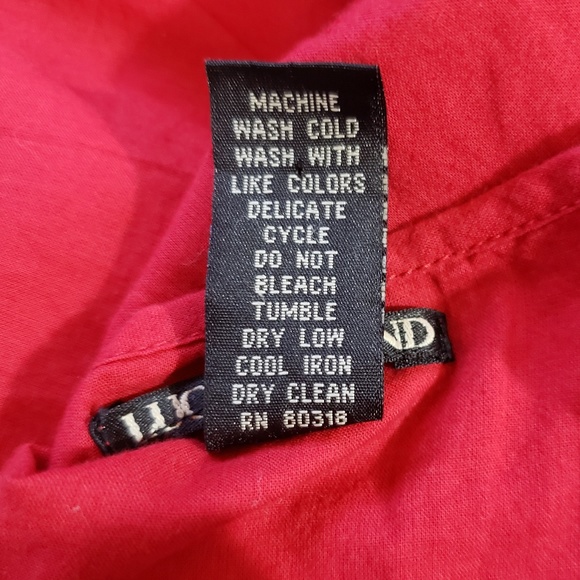 MACHINE
WASH COLD
WASH WITH
LIKE COLORS
DELICATE
CYCLE
DO NOT
BLEACH
TUMBLE
DRY LOW
COOL IRON
DRY CLEAN
RN 80318